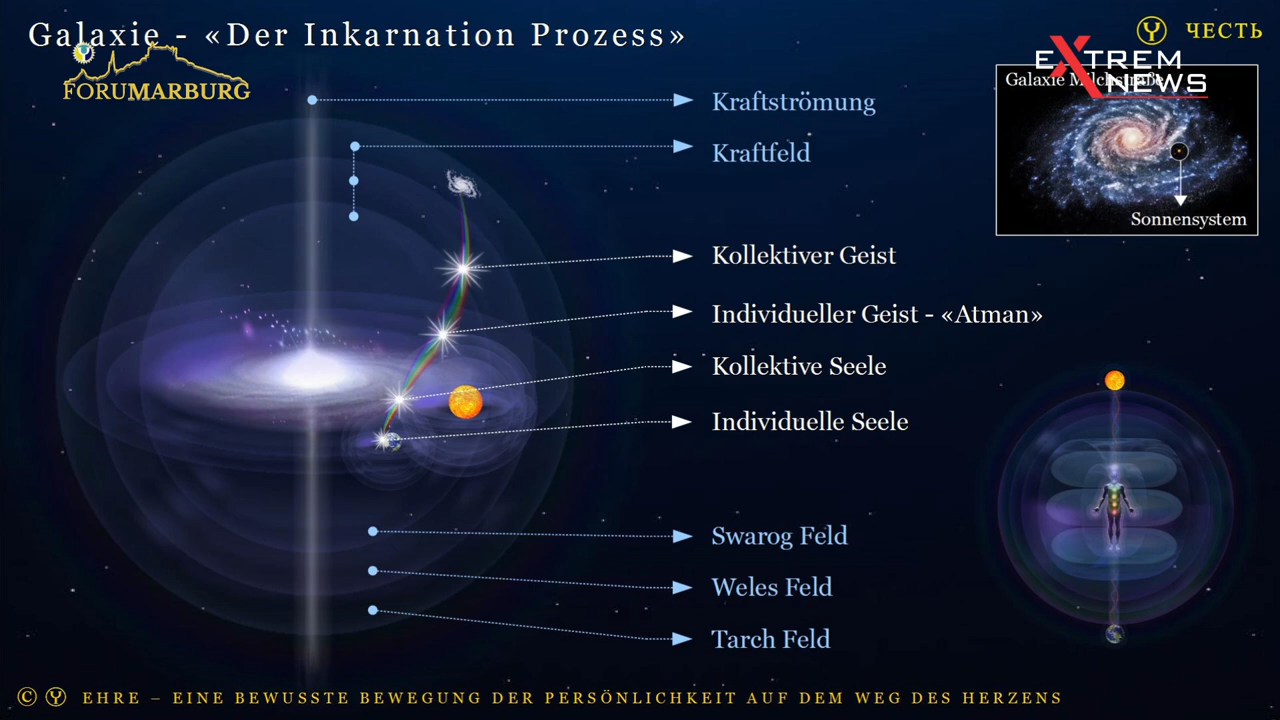 Galaxie - «Der Inkarnation Prozess»
ЧЕСТЬ
FORUMARBURG
EXTREM
NEWS
Galaxie Milchstraße
Sonnensystem
Kraftströmung
Kraftfeld
Kollektiver Geist
Individueller Geist - «Atman»
Kollektive Seele
Individuelle Seele
Swarog Feld
Weles Feld
Tarch Feld
© EHRE – EINE BEWUSSTE BEWEGUNG DER PERSÖNLICHKEIT AUF DEM WEG DES HERZENS